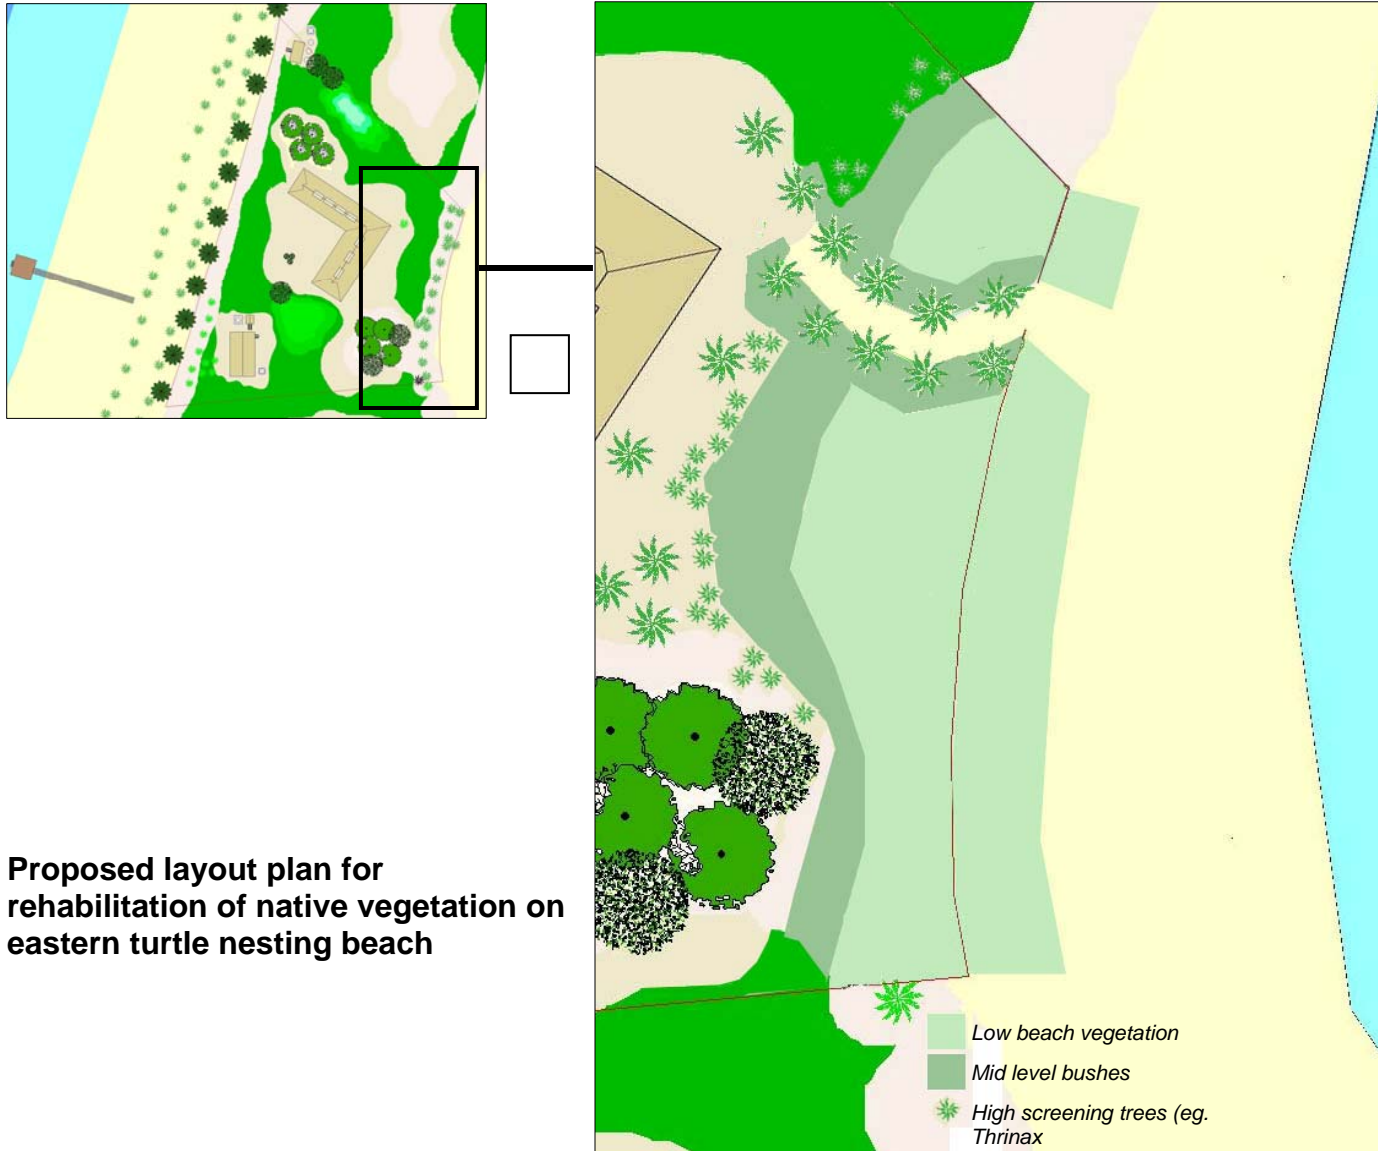 Proposed layout plan for
rehabilitation of native vegetation on
eastern turtle nesting beach
Low beach vegetation
Mid level bushes
High screening trees (eg.
Thrinax